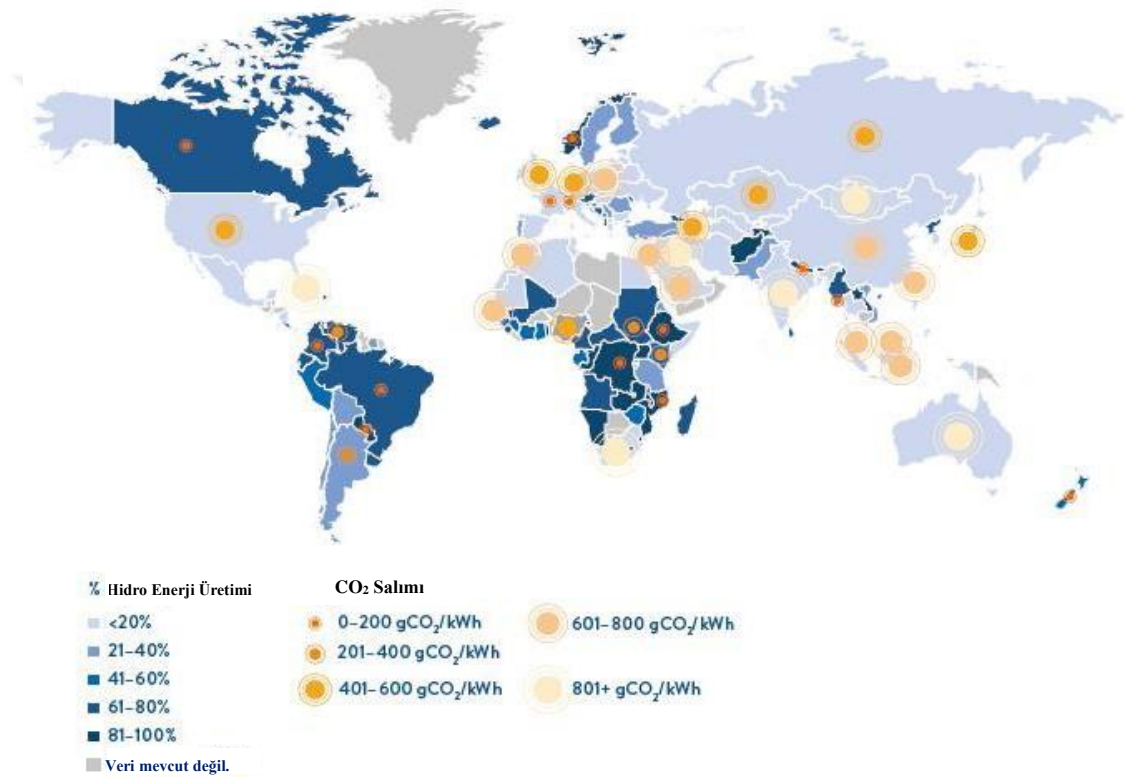 % Hidro Enerji Üretimi
<20%
21–40%
41–60%
61–80%
81–100%
Veri mevcut değil.
CO₂ Salımı
0–200 gCO₂/kWh
201–400 gCO₂/kWh
401–600 gCO₂/kWh
601–800 gCO₂/kWh
801+ gCO₂/kWh